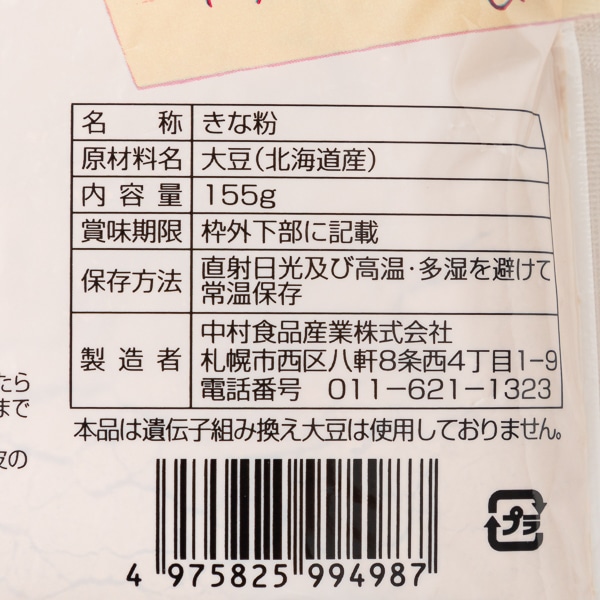 名称 きな粉
原材料名 大豆(北海道産)
内容量 155g
賞味期限 枠外下部に記載
保存方法 直射日光及び高温・多湿を避けて
常温保存
製造者 中村食品産業株式会社
札幌市西区八軒8条西4丁目1-9
電話番号 011-621-1323
たら
まで
皮の
本品は遺伝子組み換え大豆は使用しておりません。
プラ
4 975825 994987